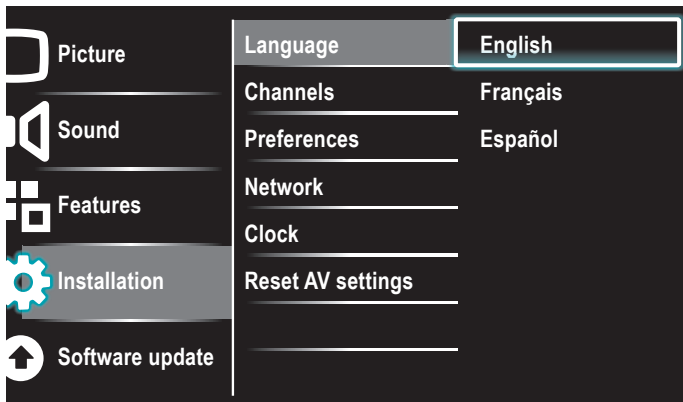 Picture
Sound
Features
Installation
Software update
Language
Channels
Preferences
Network
Clock
Reset AV settings
English
Français
Español